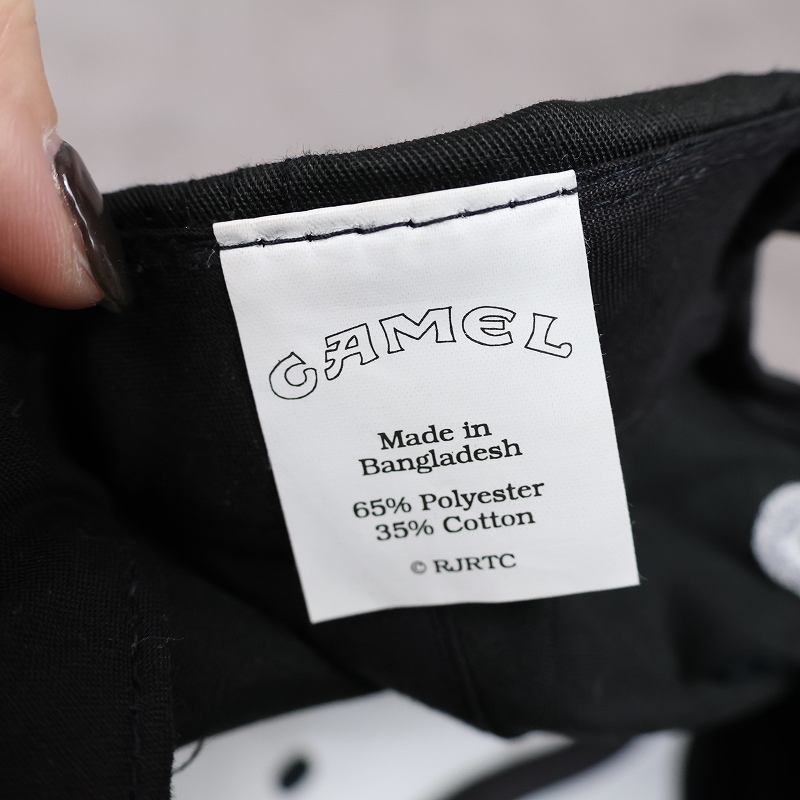 CAMEL
Made in
Bangladesh
65% Polyester
35% Cotton
© RJRTC